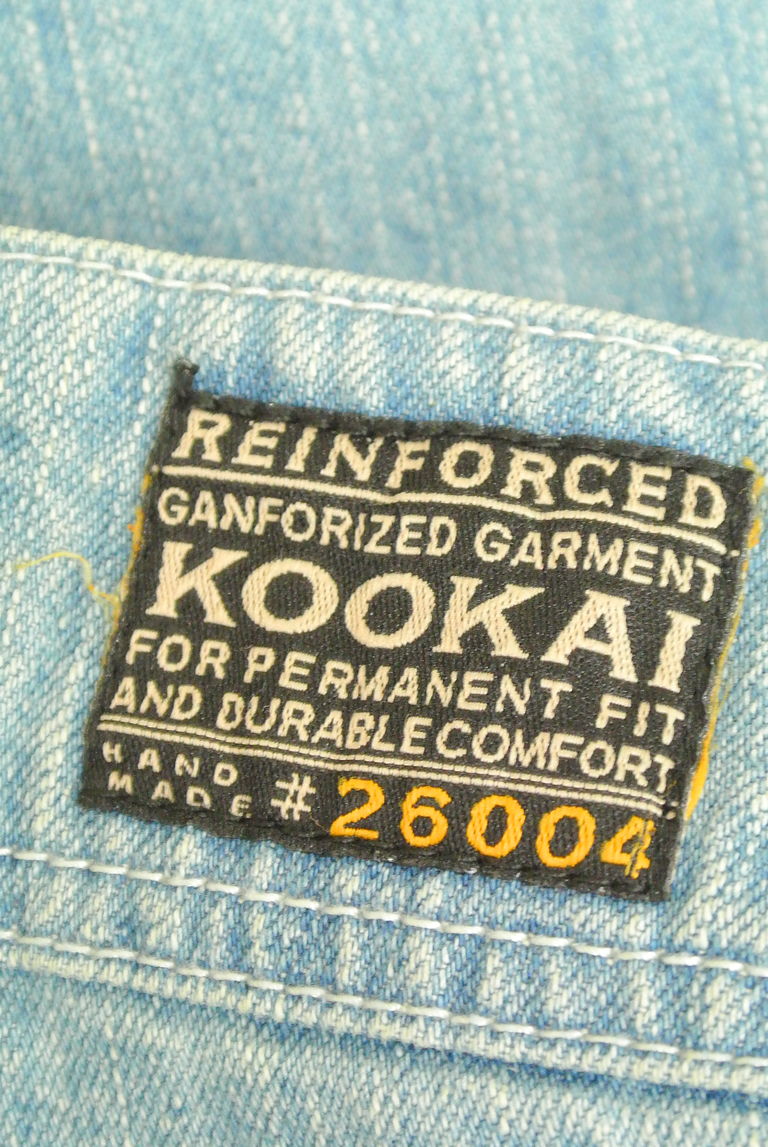 REINFORCED
GANFORIZED GARMENT
KOOKAI
FOR PERMANENT FIT
AND DURABLE COMFORT
HAND
MADE # 26004